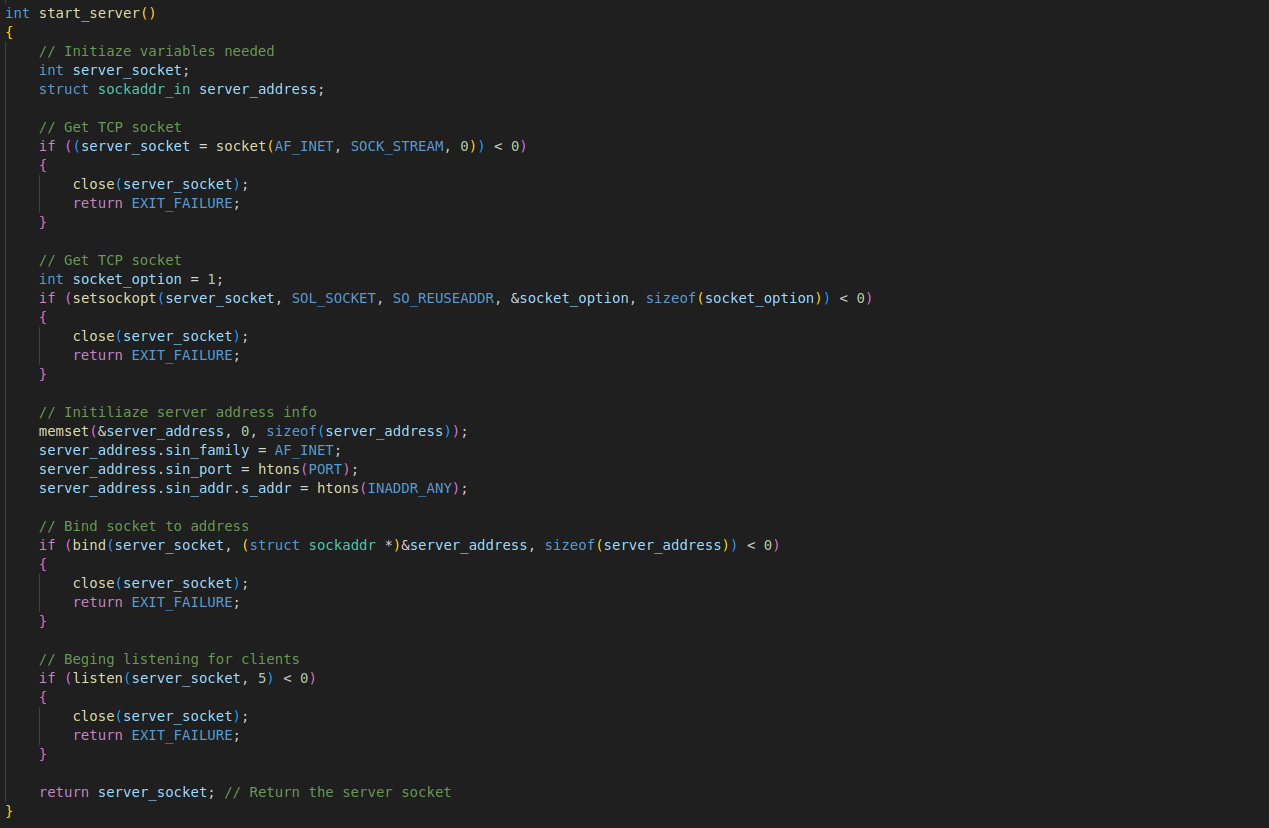 int start_server()
{
    // Initiaze variables needed
    int server_socket;
    struct sockaddr_in server_address;

    // Get TCP socket
    if ((server_socket = socket(AF_INET, SOCK_STREAM, 0)) < 0)
    {
        close(server_socket);
        return EXIT_FAILURE;
    }

    // Get TCP socket
    int socket_option = 1;
    if (setsockopt(server_socket, SOL_SOCKET, SO_REUSEADDR, &socket_option, sizeof(socket_option)) < 0)
    {
        close(server_socket);
        return EXIT_FAILURE;
    }

    // Initiliaze server address info
    memset(&server_address, 0, sizeof(server_address));
    server_address.sin_family = AF_INET;
    server_address.sin_port = htons(PORT);
    server_address.sin_addr.s_addr = htons(INADDR_ANY);

    // Bind socket to address
    if (bind(server_socket, (struct sockaddr *)&server_address, sizeof(server_address)) < 0)
    {
        close(server_socket);
        return EXIT_FAILURE;
    }

    // Beging listening for clients
    if (listen(server_socket, 5) < 0)
    {
        close(server_socket);
        return EXIT_FAILURE;
    }

    return server_socket; // Return the server socket
}